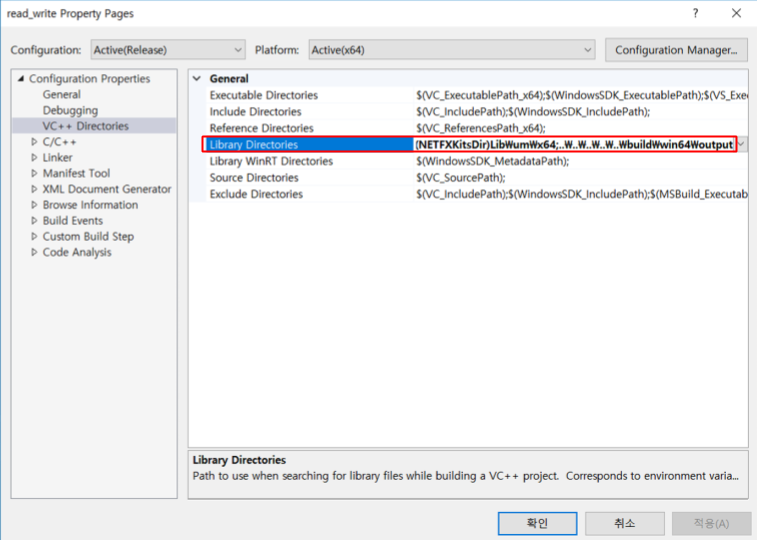 read_write Property Pages
?
Configuration: Active(Release) Platform: Active(x64) Configuration Manager...
Configuration Properties
General
Debugging
VC++ Directories
C/C++
Linker
Manifest Tool
XML Document Generator
Browse Information
Build Events
Custom Build Step
Code Analysis
General
Executable Directories $(VC_ExecutablePath_x64);$(WindowsSDK_ExecutablePath);$(VS_Exec
Include Directories $(VC_IncludePath);$(WindowsSDK_IncludePath);
Reference Directories $(VC_ReferencesPath_x64);
Library Directories (NETFXKitsDir)Lib₩um₩x64;..₩..₩..₩..₩..₩build₩win64₩output
Library WinRT Directories $(WindowsSDK_MetadataPath);
Source Directories $(VC_SourcePath);
Exclude Directories $(VC_IncludePath);$(WindowsSDK_IncludePath);$(MSBuild_Executab
Library Directories
Path to use when searching for library files while building a VC++ project. Corresponds to environment varia...
확인 취소 적용(A)